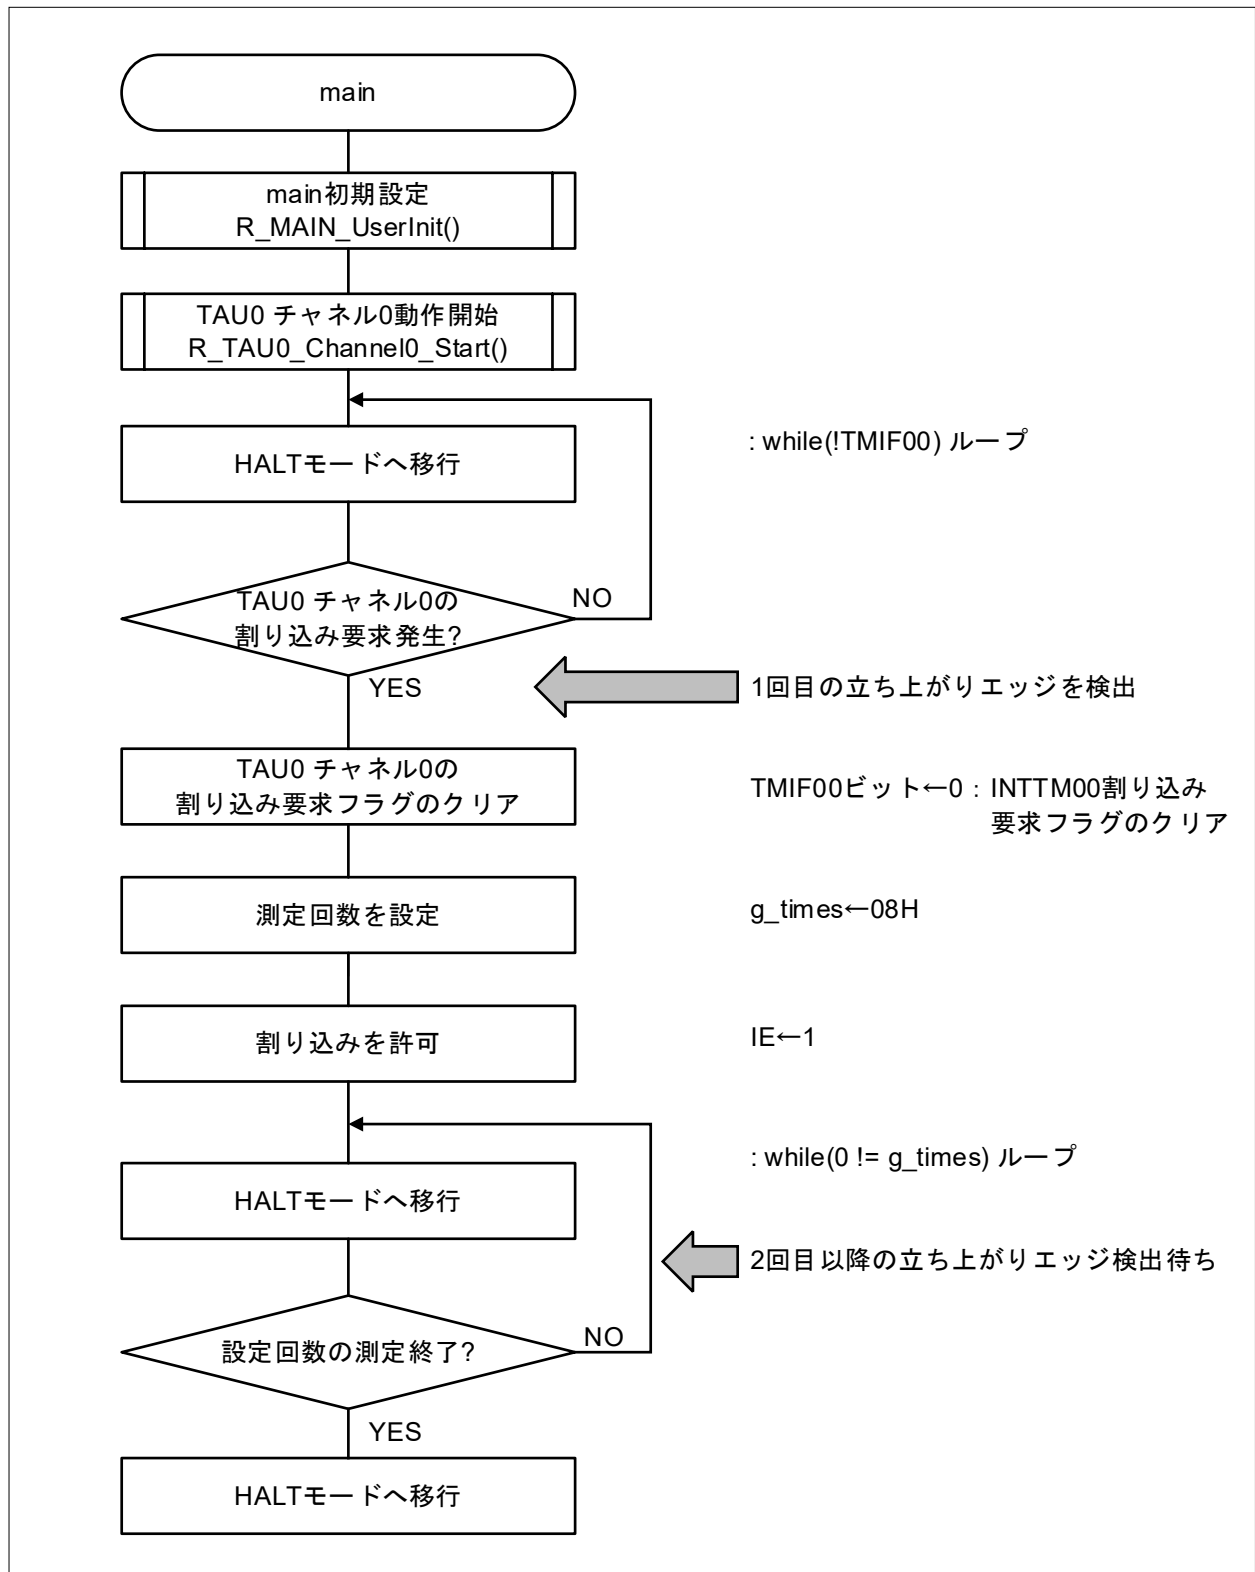 main
main初期設定
R_MAIN_UserInit()
TAU0 チャネル0動作開始
R_TAU0_Channel0_Start()
HALTモードへ移行
: while(!TMIF00) ループ
TAU0 チャネル0の
割り込み要求発生?
NO
YES
1回目の立ち上がりエッジを検出
TAU0 チャネル0の
割り込み要求フラグのクリア
TMIF00ビット←0 : INTTM00割り込み
要求フラグのクリア
測定回数を設定
g_times←08H
割り込みを許可
IE←1
: while(0 != g_times) ループ
HALTモードへ移行
2回目以降の立ち上がりエッジ検出待ち
設定回数の測定終了?
NO
YES
HALTモードへ移行